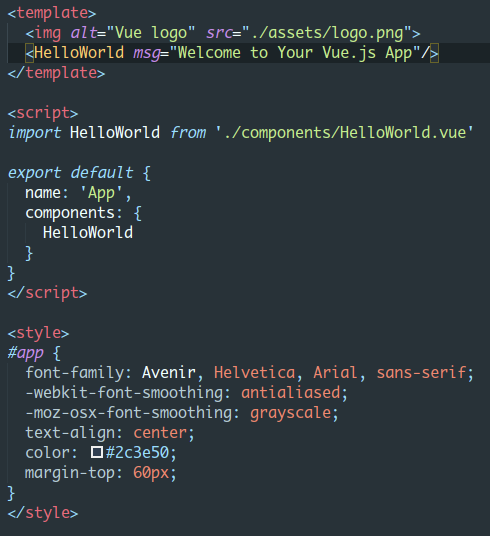 <template>
  <img alt="Vue logo" src="./assets/logo.png">
  <HelloWorld msg="Welcome to Your Vue.js App"/>
</template>

<script>
import HelloWorld from './components/HelloWorld.vue'

export default {
  name: 'App',
  components: {
    HelloWorld
  }
}
</script>

<style>
#app {
  font-family: Avenir, Helvetica, Arial, sans-serif;
  -webkit-font-smoothing: antialiased;
  -moz-osx-font-smoothing: grayscale;
  text-align: center;
  color: #2c3e50;
  margin-top: 60px;
}
</style>